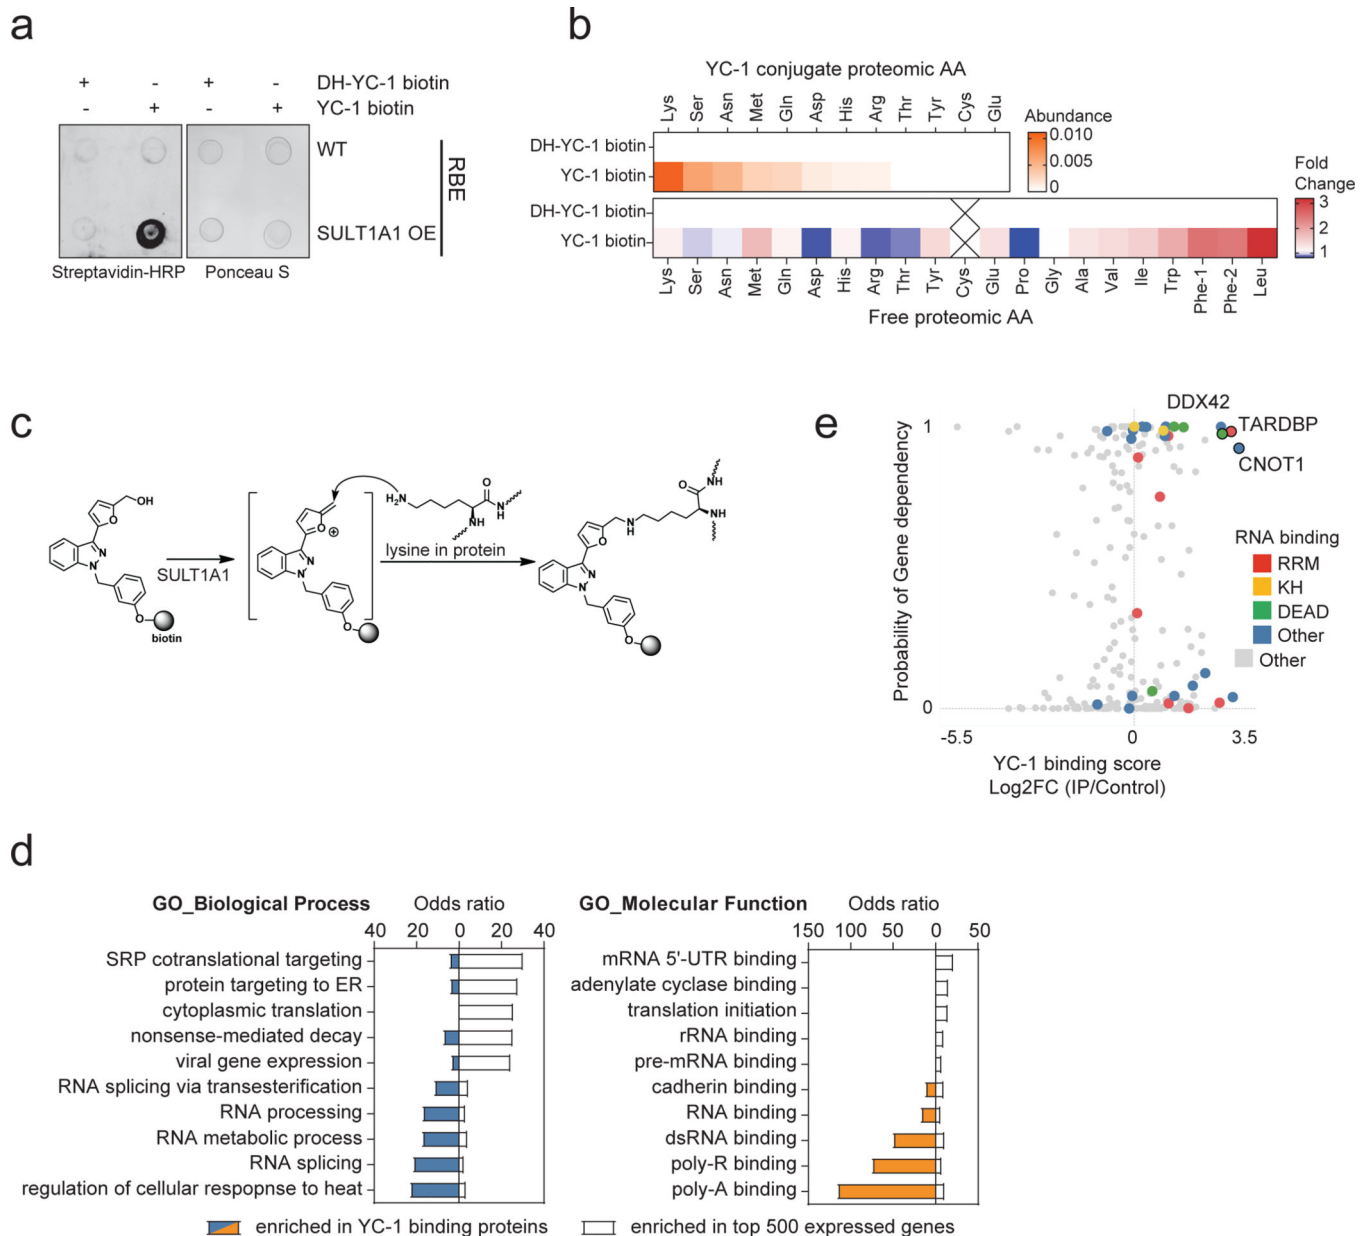 a
+ - + - DH-YC-1 biotin
- + - + YC-1 biotin
WT
SULT1A1 OE
RBE
Streptavidin-HRP Ponceau S
b
YC-1 conjugate proteomic AA
Lys Ser Asn Met Gln Asp His Arg Thr Tyr Cys Glu
DH-YC-1 biotin
YC-1 biotin
Abundance
0.010
0.005
0
DH-YC-1 biotin
YC-1 biotin
Fold
Change
3
2
1
Lys Ser Asn Met Gln Asp His Arg Thr Tyr Cys Glu Pro Gly Ala Val Ile Trp Phe-1 Phe-2 Leu
Free proteomic AA
c
OH
O
N
N
O
biotin
SULT1A1
O
N
N
O
H2N
O
NH
N
H
lysine in protein
O
NH
NH
N
H
O
N
N
O
e
DDX42
TARDBP
CNOT1
Probability of Gene dependency
1
0
RNA binding
RRM
KH
DEAD
Other
Other
-5.5 0 3.5
YC-1 binding score
Log2FC (IP/Control)
d
GO_Biological Process Odds ratio
40 20 0 20 40
SRP cotranslational targeting
protein targeting to ER
cytoplasmic translation
nonsense-mediated decay
viral gene expression
RNA splicing via transesterification
RNA processing
RNA metabolic process
RNA splicing
regulation of cellular respopnse to heat
GO_Molecular Function Odds ratio
150 100 50 0 50
mRNA 5'-UTR binding
adenylate cyclase binding
translation initiation
rRNA binding
pre-mRNA binding
cadherin binding
RNA binding
dsRNA binding
poly-R binding
poly-A binding
enriched in YC-1 binding proteins enriched in top 500 expressed genes